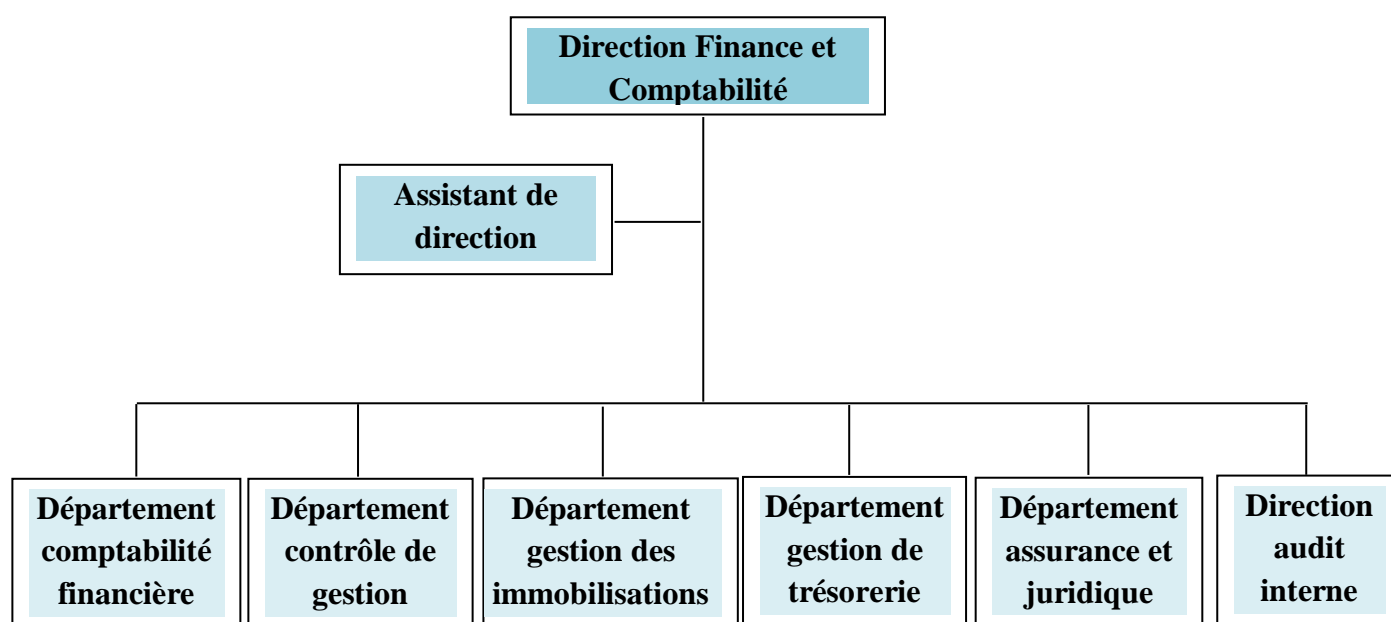 Direction Finance et
Comptabilité
Assistant de
direction
Département
comptabilité
financière
Département
contrôle de
gestion
Département
gestion des
immobilisations
Département
gestion de
trésorerie
Département
assurance et
juridique
Direction
audit
interne